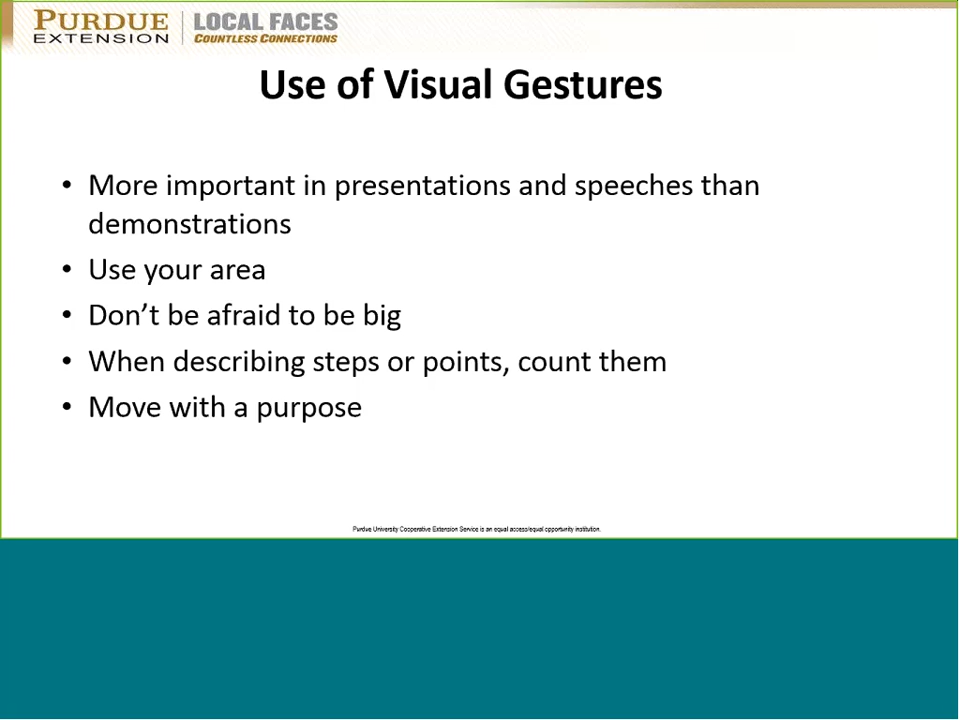 PURDUE
EXTENSION
LOCAL FACES
COUNTLESS CONNECTIONS
Use of Visual Gestures
• More important in presentations and speeches than
demonstrations
• Use your area
• Don’t be afraid to be big
• When describing steps or points, count them
• Move with a purpose
Purdue University Cooperative Extension Service is an equal access/equal opportunity institution.